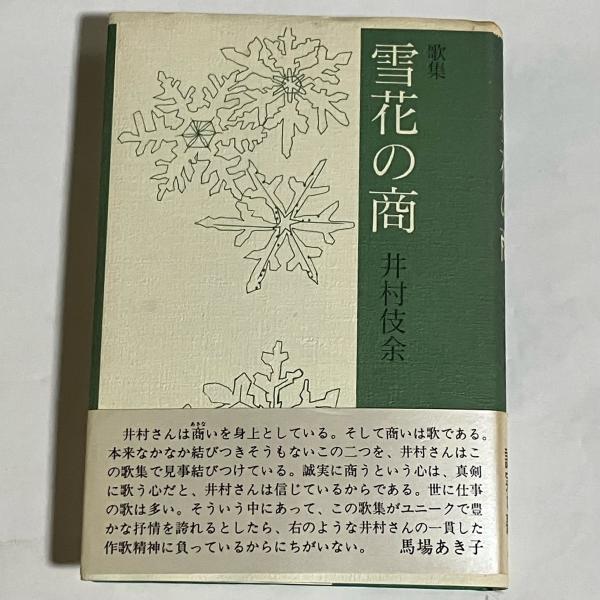 歌集
雪花の商
井村伎余
井村さんは商いを身上としている。そして商いは歌である。
あきな
本来なかなか結びつきそうもないこの二つを、井村さんはこ
の歌集で見事結びつけている。誠実に商うという心は、真剣
に歌う心だと、井村さんは信じているからである。世に仕事
の歌は多い。そういう中にあって、この歌集がユニークで豊
かな抒情を誇れるとしたら、右のような井村さんの一貫した
作歌精神に負っているからにちがいない。 馬場あき子